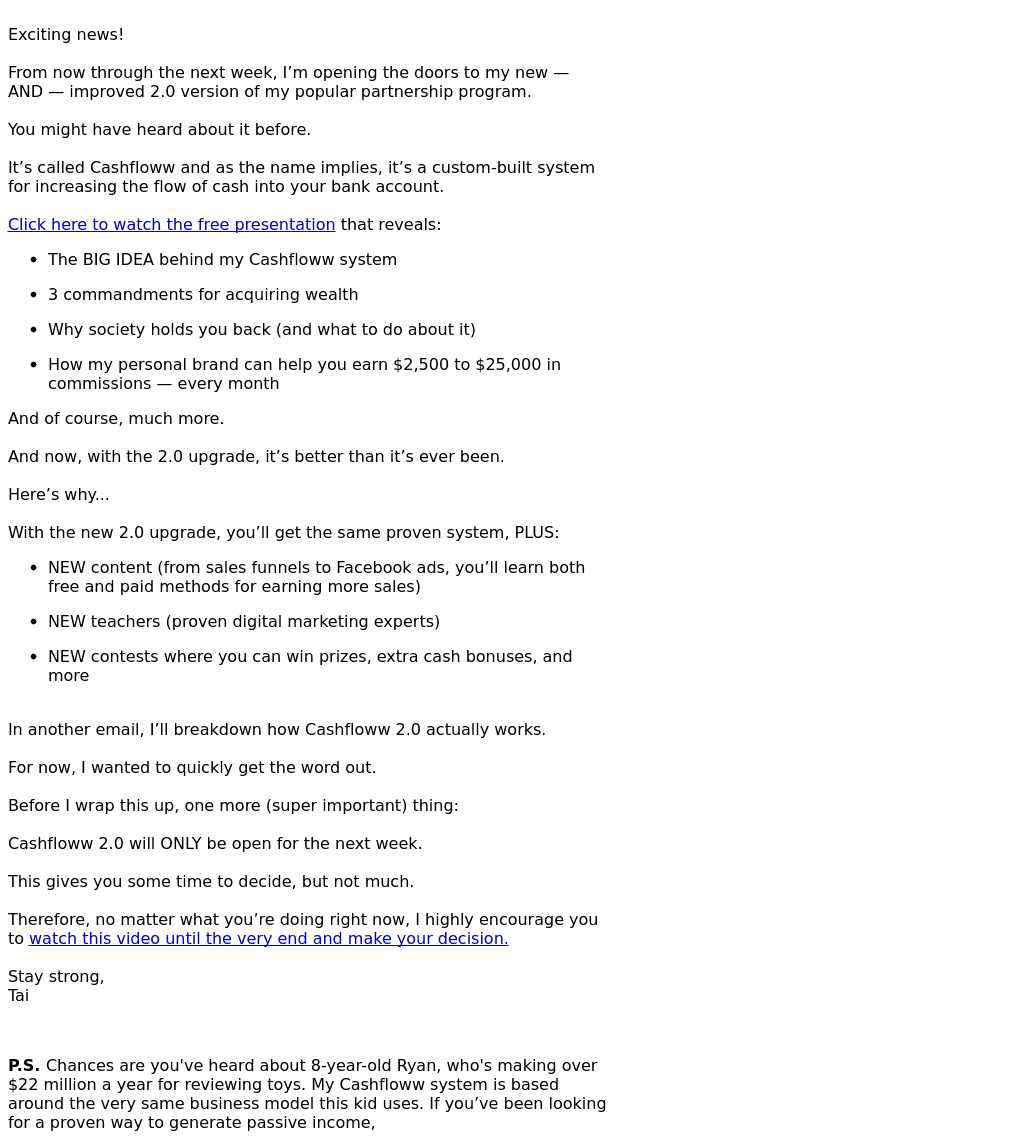 Exciting news!
From now through the next week, I’m opening the doors to my new —
AND — improved 2.0 version of my popular partnership program.
You might have heard about it before.
It’s called Cashfloww and as the name implies, it’s a custom-built system
for increasing the flow of cash into your bank account.
Click here to watch the free presentation that reveals:
• The BIG IDEA behind my Cashfloww system
• 3 commandments for acquiring wealth
• Why society holds you back (and what to do about it)
• How my personal brand can help you earn $2,500 to $25,000 in
commissions — every month
And of course, much more.
And now, with the 2.0 upgrade, it’s better than it’s ever been.
Here’s why...
With the new 2.0 upgrade, you’ll get the same proven system, PLUS:
• NEW content (from sales funnels to Facebook ads, you’ll learn both
free and paid methods for earning more sales)
• NEW teachers (proven digital marketing experts)
• NEW contests where you can win prizes, extra cash bonuses, and
more
In another email, I’ll breakdown how Cashfloww 2.0 actually works.
For now, I wanted to quickly get the word out.
Before I wrap this up, one more (super important) thing:
Cashfloww 2.0 will ONLY be open for the next week.
This gives you some time to decide, but not much.
Therefore, no matter what you’re doing right now, I highly encourage you
to watch this video until the very end and make your decision.
Stay strong,
Tai
P.S. Chances are you've heard about 8-year-old Ryan, who's making over
$22 million a year for reviewing toys. My Cashfloww system is based
around the very same business model this kid uses. If you’ve been looking
for a proven way to generate passive income,